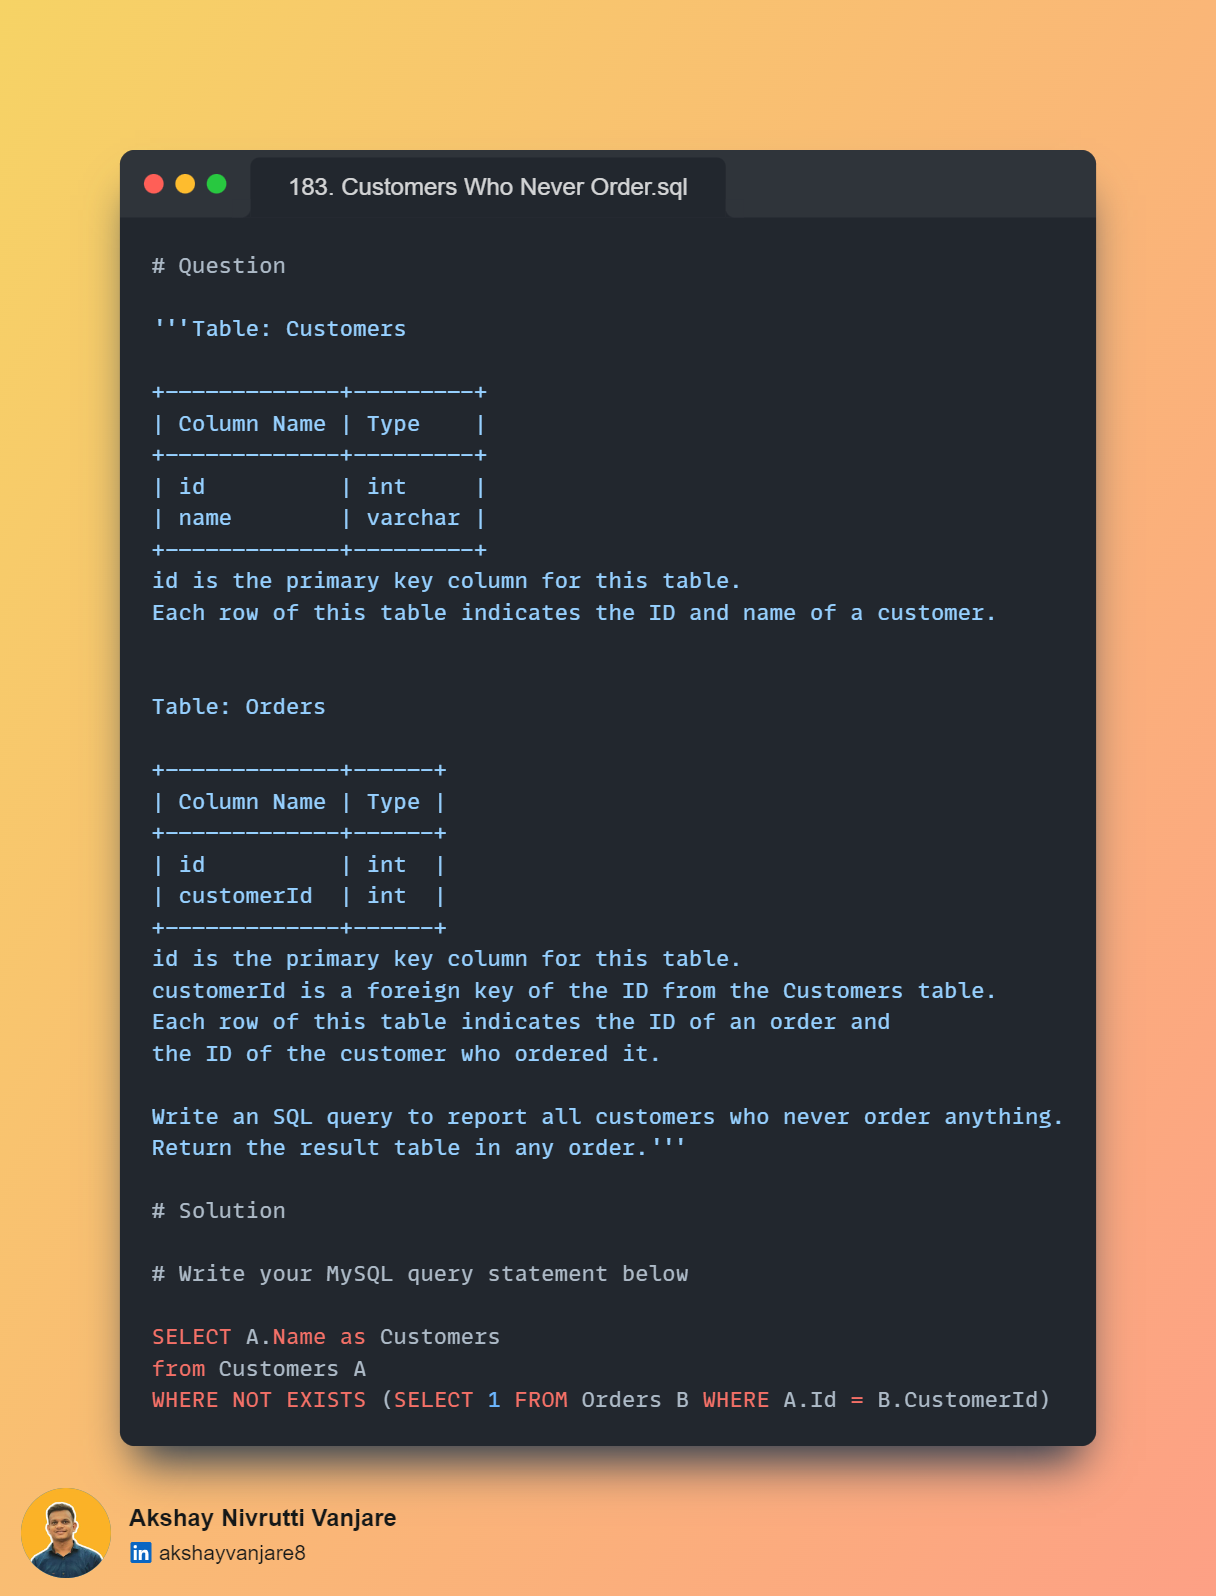 183. Customers Who Never Order.sql
# Question
'''Table: Customers
+-------------+---------+
| Column Name | Type    |
+-------------+---------+
| id          | int     |
| name        | varchar |
+-------------+---------+
id is the primary key column for this table.
Each row of this table indicates the ID and name of a customer.
Table: Orders
+-------------+------+
| Column Name | Type |
+-------------+------+
| id          | int  |
| customerId  | int  |
+-------------+------+
id is the primary key column for this table.
customerId is a foreign key of the ID from the Customers table.
Each row of this table indicates the ID of an order and
the ID of the customer who ordered it.
Write an SQL query to report all customers who never order anything.
Return the result table in any order.'''
# Solution
# Write your MySQL query statement below
SELECT A.Name as Customers
from Customers A
WHERE NOT EXISTS (SELECT 1 FROM Orders B WHERE A.Id = B.CustomerId)
Akshay Nivrutti Vanjare
in akshayvanjare8